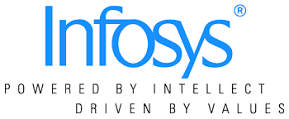 Infosys®
POWERED BY INTELLECT
DRIVEN BY VALUES